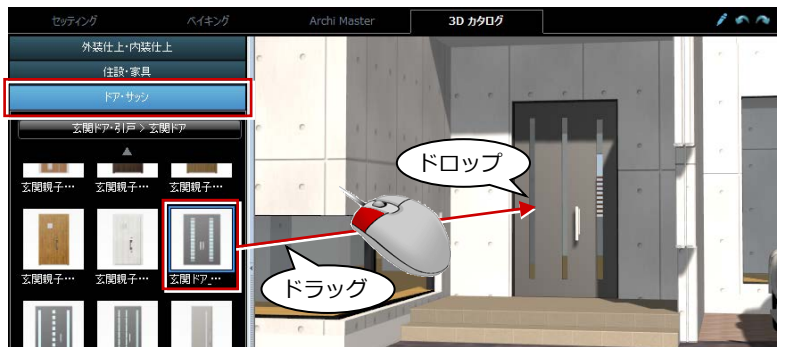 セッティング ベイキング Archi Master 3D カタログ
外装仕上・内装仕上
住設・家具
ドア・サッシ
玄関ドア・引戸 > 玄関ドア
玄関親子… 玄関親子… 玄関親子…
玄関親子… 玄関親子… 玄関ドア_…
ドロップ
ドラッグ